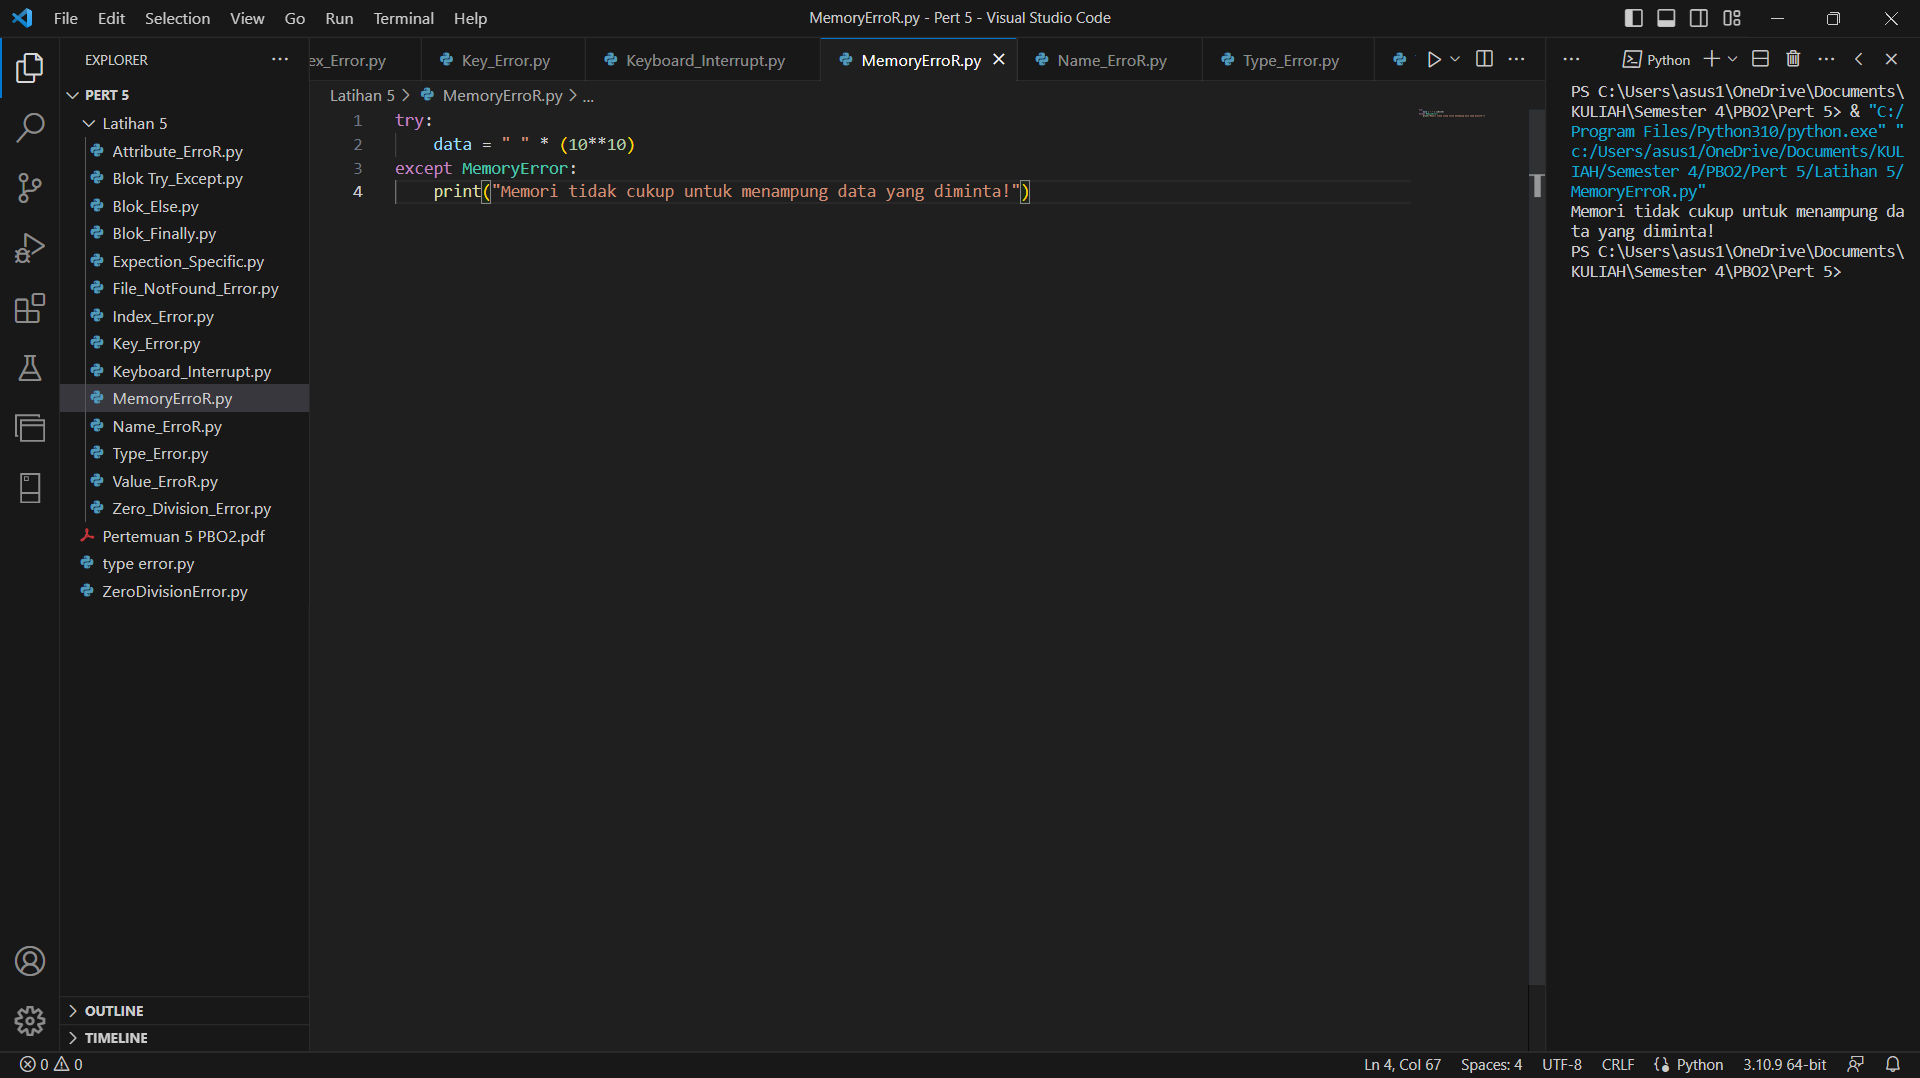 File Edit Selection View Go Run Terminal Help
MemoryErroR.py - Pert 5 - Visual Studio Code
EXPLORER
PERT 5
Latihan 5
Attribute_ErroR.py
Blok Try_Except.py
Blok_Else.py
Blok_Finally.py
Expection_Specific.py
File_NotFound_Error.py
Index_Error.py
Key_Error.py
Keyboard_Interrupt.py
MemoryErroR.py
Name_ErroR.py
Type_Error.py
Value_ErroR.py
Zero_Division_Error.py
Pertemuan 5 PBO2.pdf
type error.py
ZeroDivisionError.py
OUTLINE
TIMELINE
ex_Error.py Key_Error.py Keyboard_Interrupt.py MemoryErroR.py Name_ErroR.py Type_Error.py
Latihan 5 > MemoryErroR.py > ...
1 try:
2 data = " " * (10**10)
3 except MemoryError:
4 print("Memori tidak cukup untuk menampung data yang diminta!")
Python
PS C:\Users\asus1\OneDrive\Documents\
KULIAH\Semester 4\PBO2\Pert 5> & "C:/
Program Files/Python310/python.exe" "
c:/Users/asus1/OneDrive/Documents/KUL
IAH/Semester 4/PBO2/Pert 5/Latihan 5/
MemoryErroR.py"
Memori tidak cukup untuk menampung da
ta yang diminta!
PS C:\Users\asus1\OneDrive\Documents\
KULIAH\Semester 4\PBO2\Pert 5>
0 0
Ln 4, Col 67 Spaces: 4 UTF-8 CRLF Python 3.10.9 64-bit